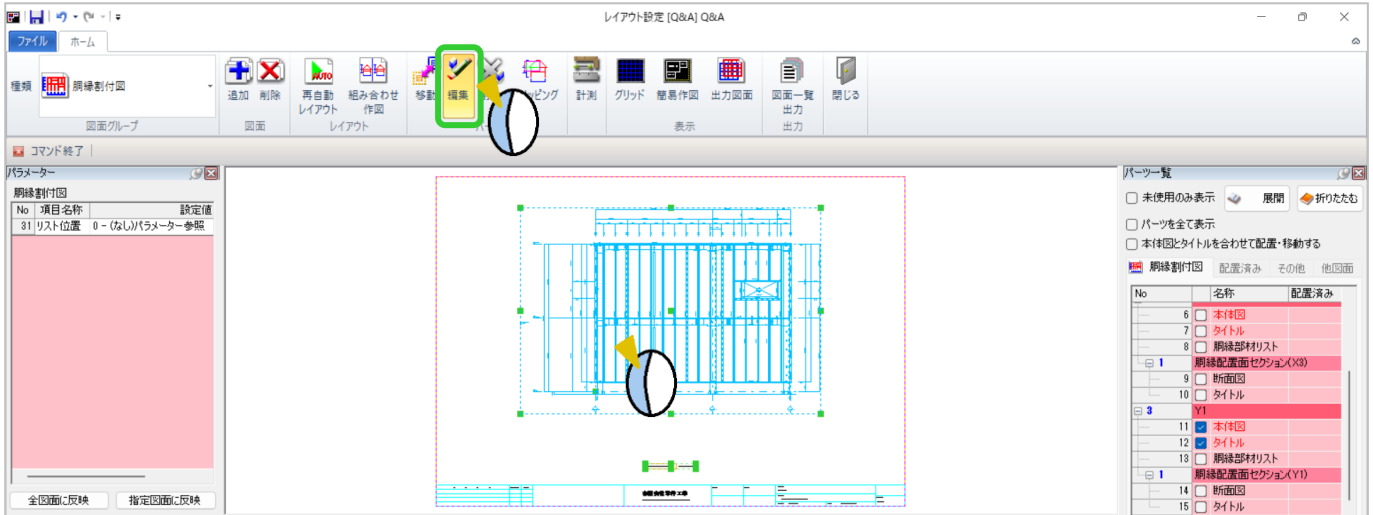 レイアウト設定 [Q&A] Q&A
ファイル ホーム
種類 胴縁割付図
追加 削除 再自動レイアウト 組み合わせ作図 移動 編集 計測 グリッド 簡易作図 出力図面 図面一覧出力 閉じる
図面グループ 図面 レイアウト 表示 出力
コマンド終了
パラメーター
胴縁割付図
No 項目名称 設定値
31 リスト位置 0 - (なし)パラメーター参照
全図面に反映 指定図面に反映
パーツ一覧
未使用のみ表示 展開 折りたたむ
パーツを全て表示
本体図とタイトルを合わせて配置・移動する
胴縁割付図 配置済み その他 他図面
No 名称 配置済み
6 本体図
7 タイトル
8 胴縁部材リスト
1 胴縁配置面セクション(X3)
9 断面図
10 タイトル
3 Y1
11 本体図
12 タイトル
13 胴縁部材リスト
1 胴縁配置面セクション(Y1)
14 断面図
15 タイトル